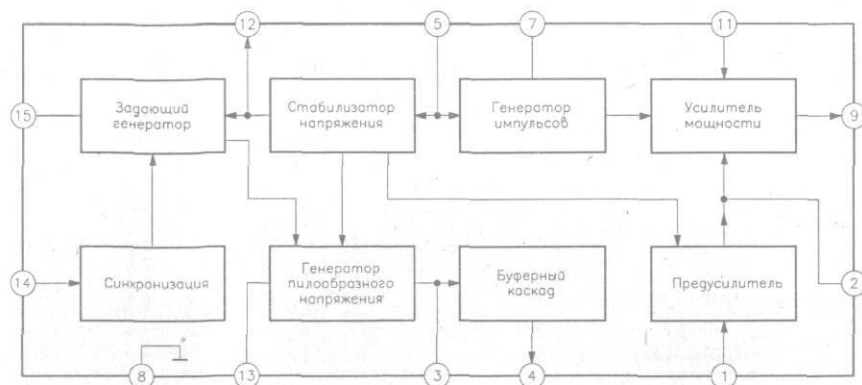 12
5
7
11
15
Задающий
генератор
Стабилизатор
напряжения
Генератор
импульсов
Усилитель
мощности
9
14
Синхронизация
Генератор
пилообразного
напряжения
Буферный
каскад
Предусилитель
2
8
13
3
4
1